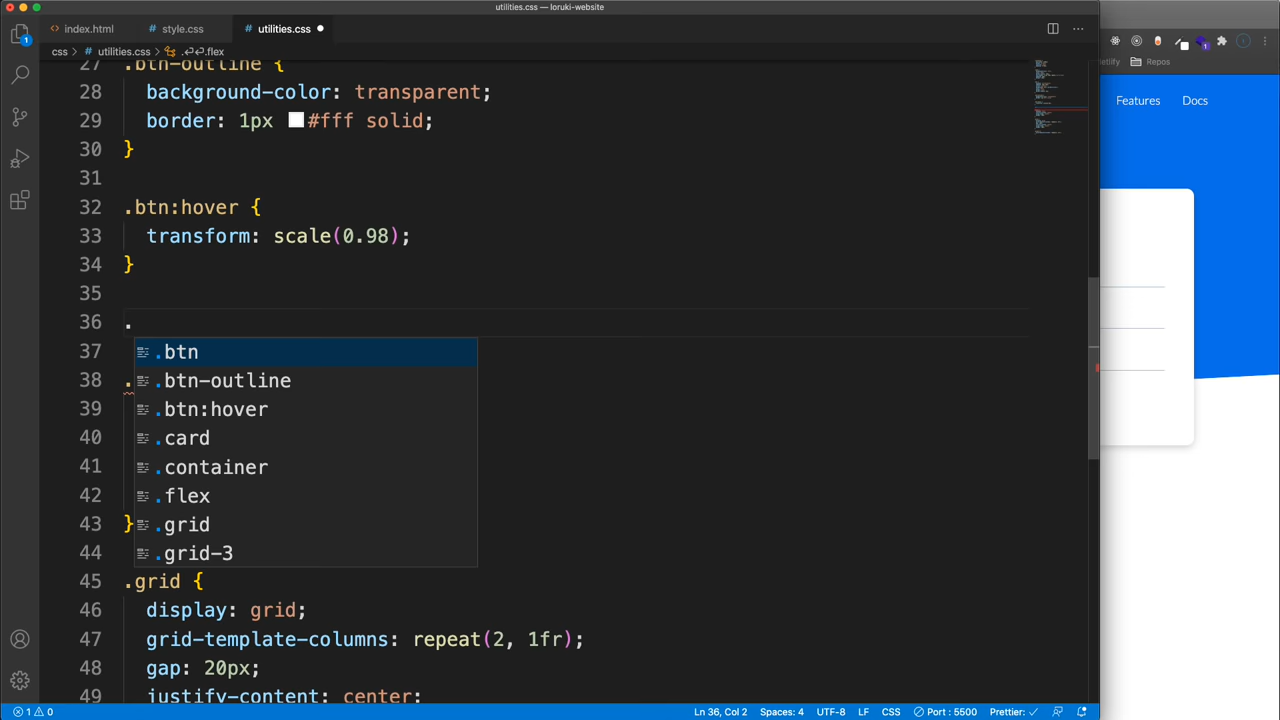 utilities.css — loruki-website
index.html
style.css
utilities.css
css > utilities.css > .↵↵.flex
27 .btn-outline {
28 background-color: transparent;
29 border: 1px #fff solid;
30 }
31
32 .btn:hover {
33 transform: scale(0.98);
34 }
35
36 .
37
38 .
39
40
41
42
43 }
44
.btn
.btn-outline
.btn:hover
.card
.container
.flex
.grid
.grid-3
45 .grid {
46 display: grid;
47 grid-template-columns: repeat(2, 1fr);
48 gap: 20px;
49 justify-content: center;
1
1
Repos
Features Docs
1 0
Ln 36, Col 2 Spaces: 4 UTF-8 LF CSS Port : 5500 Prettier: ✓